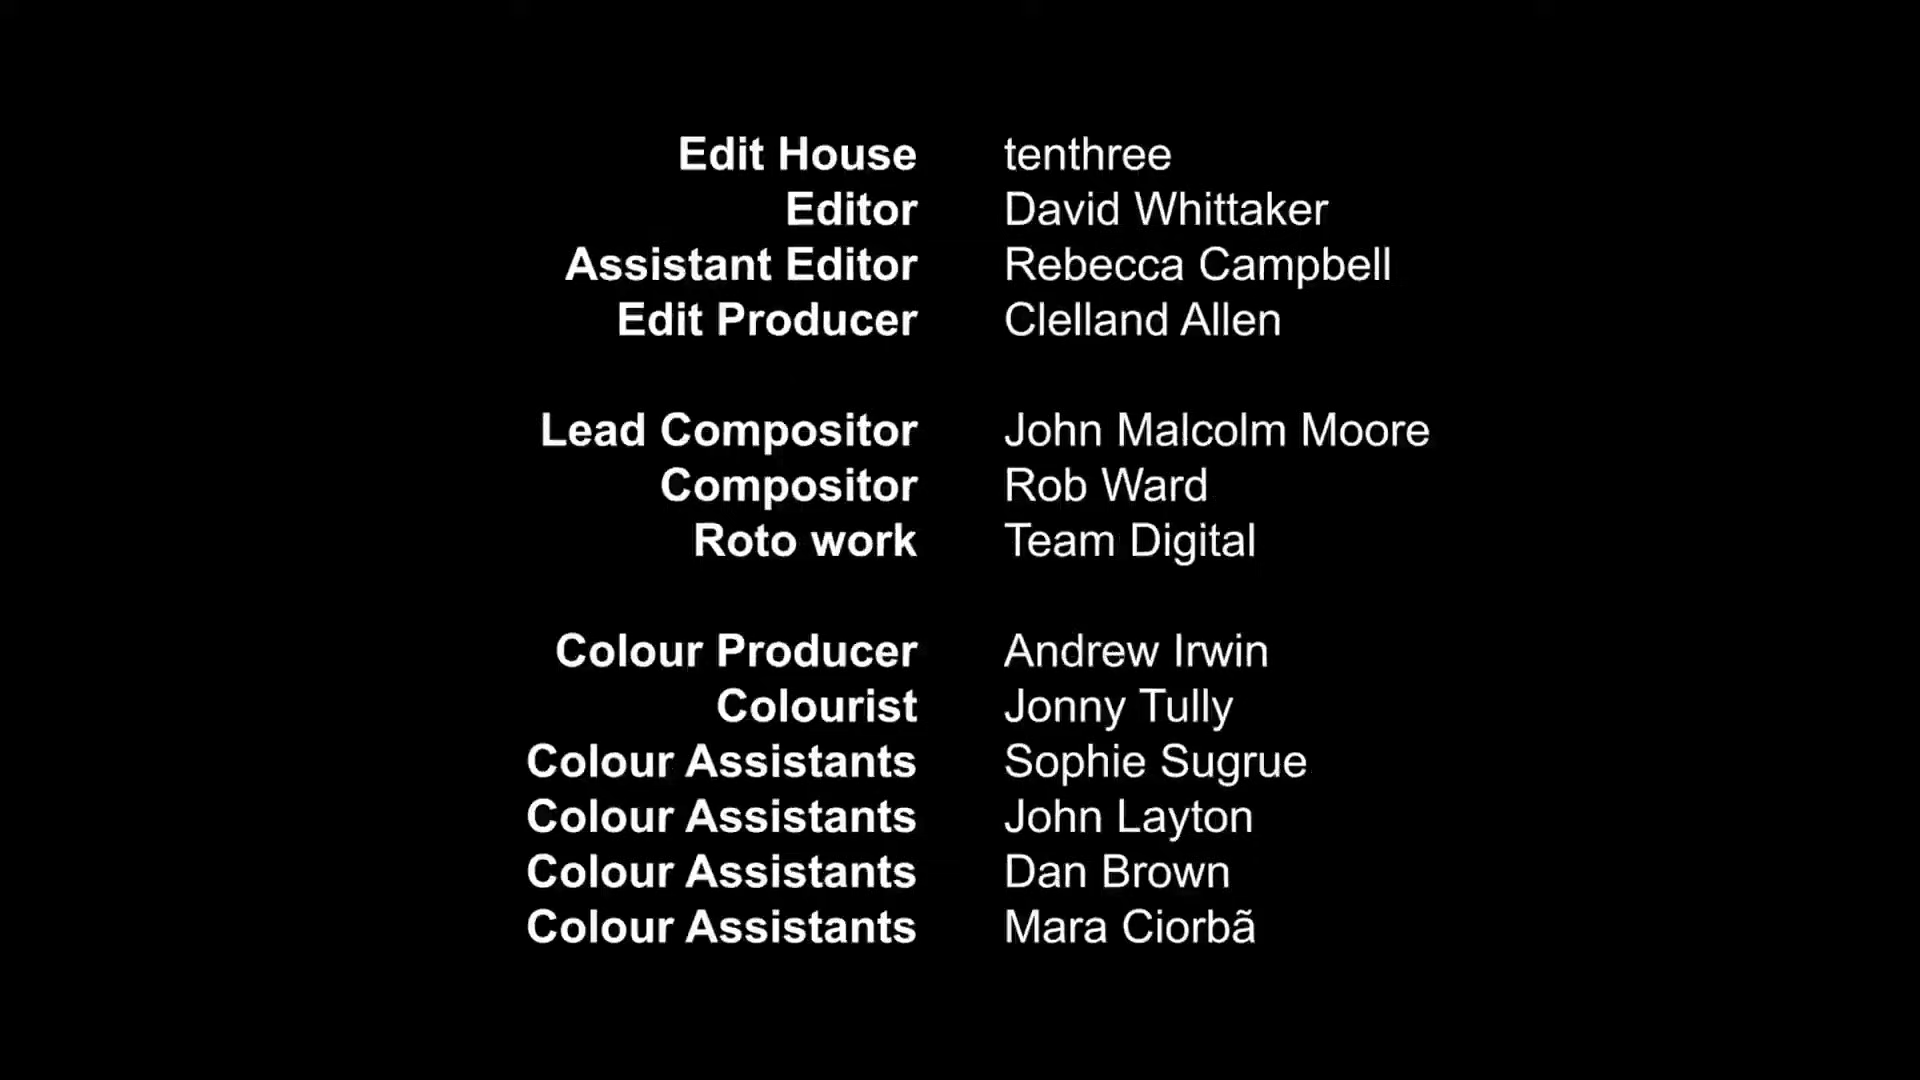 Edit House tenthree
Editor David Whittaker
Assistant Editor Rebecca Campbell
Edit Producer Clelland Allen
Lead Compositor John Malcolm Moore
Compositor Rob Ward
Roto work Team Digital
Colour Producer Andrew Irwin
Colourist Jonny Tully
Colour Assistants Sophie Sugrue
Colour Assistants John Layton
Colour Assistants Dan Brown
Colour Assistants Mara Ciorbã